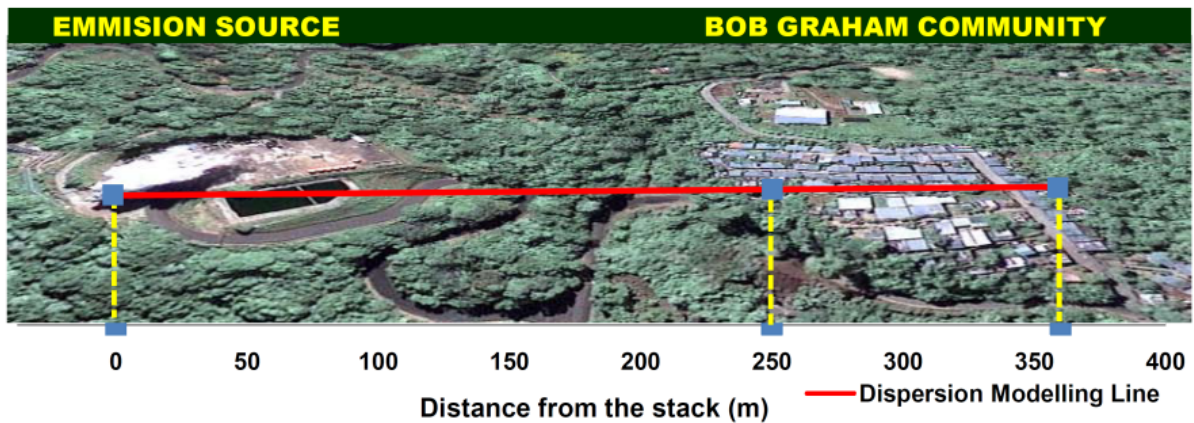 EMMISION SOURCE
BOB GRAHAM COMMUNITY
0 50 100 150 200 250 300 350 400
Distance from the stack (m)
Dispersion Modelling Line